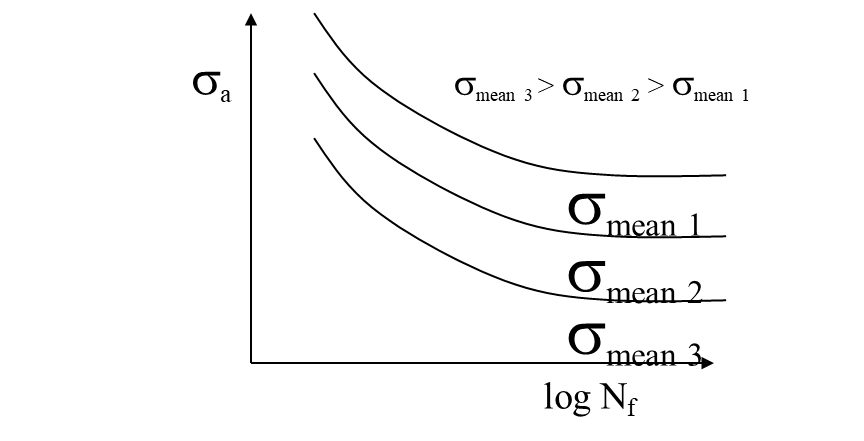 σa
σmean 3 > σmean 2 > σmean 1
σmean 1
σmean 2
σmean 3
log Nf